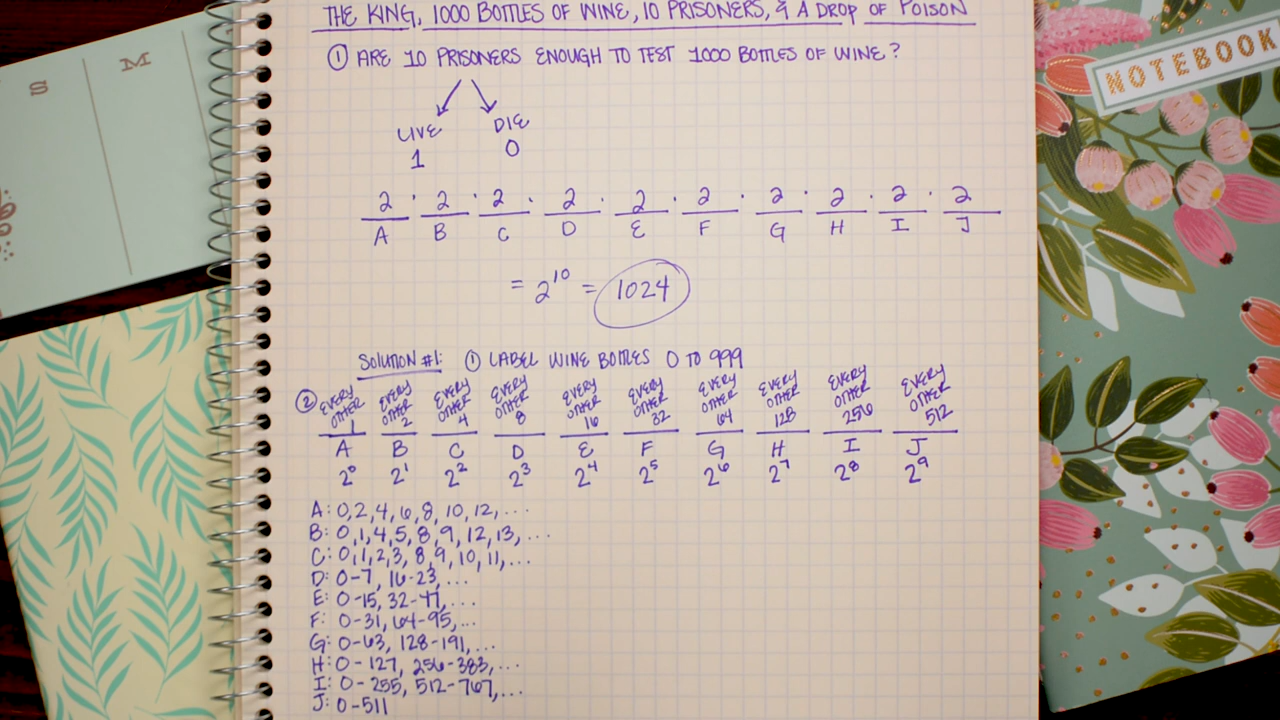 THE KING, 1000 BOTTLES OF WINE, 10 PRISONERS, & A DROP OF POISON
① ARE 10 PRISONERS ENOUGH TO TEST 1000 BOTTLES OF WINE?
LIVE DIE
1 0
2 · 2 · 2 · 2 · 2 · 2 · 2 · 2 · 2 · 2
A B C D E F G H I J
= 2^10 = 1024
SOLUTION #1: ① LABEL WINE BOTTLES 0 TO 999
② EVERY OTHER 1 EVERY OTHER 2 EVERY OTHER 4 EVERY OTHER 8 EVERY OTHER 16 EVERY OTHER 32 EVERY OTHER 64 EVERY OTHER 128 EVERY OTHER 256 EVERY OTHER 512
A B C D E F G H I J
2^0 2^1 2^2 2^3 2^4 2^5 2^6 2^7 2^8 2^9
A: 0,2,4,6,8,10,12,...
B: 0,1,4,5,8,9,12,13,...
C: 0,1,2,3,8,9,10,11,...
D: 0-7, 16-23,...
E: 0-15, 32-47,...
F: 0-31, 64-95,...
G: 0-63, 128-191,...
H: 0-127, 256-383,...
I: 0-255, 512-767,...
J: 0-511
S M
NOTEBOOK